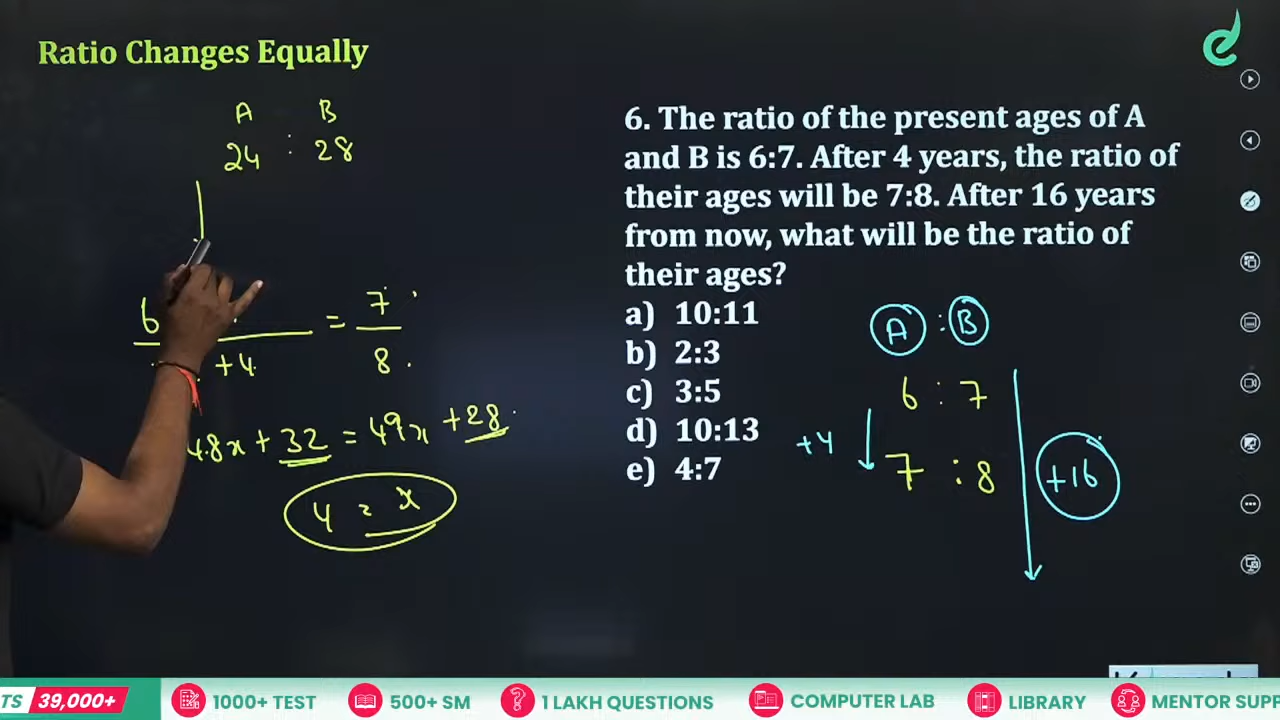 Ratio Changes Equally
A B
24 : 28
6 = 7
+4 8
48x + 32 = 49x + 28
4 = x
6. The ratio of the present ages of A
and B is 6:7. After 4 years, the ratio of
their ages will be 7:8. After 16 years
from now, what will be the ratio of
their ages?
a) 10:11
b) 2:3
c) 3:5
d) 10:13
e) 4:7
A : B
6 : 7
+4
7 : 8
+16
TS 39,000+ 1000+ TEST 500+ SM 1 LAKH QUESTIONS COMPUTER LAB LIBRARY MENTOR SUPP